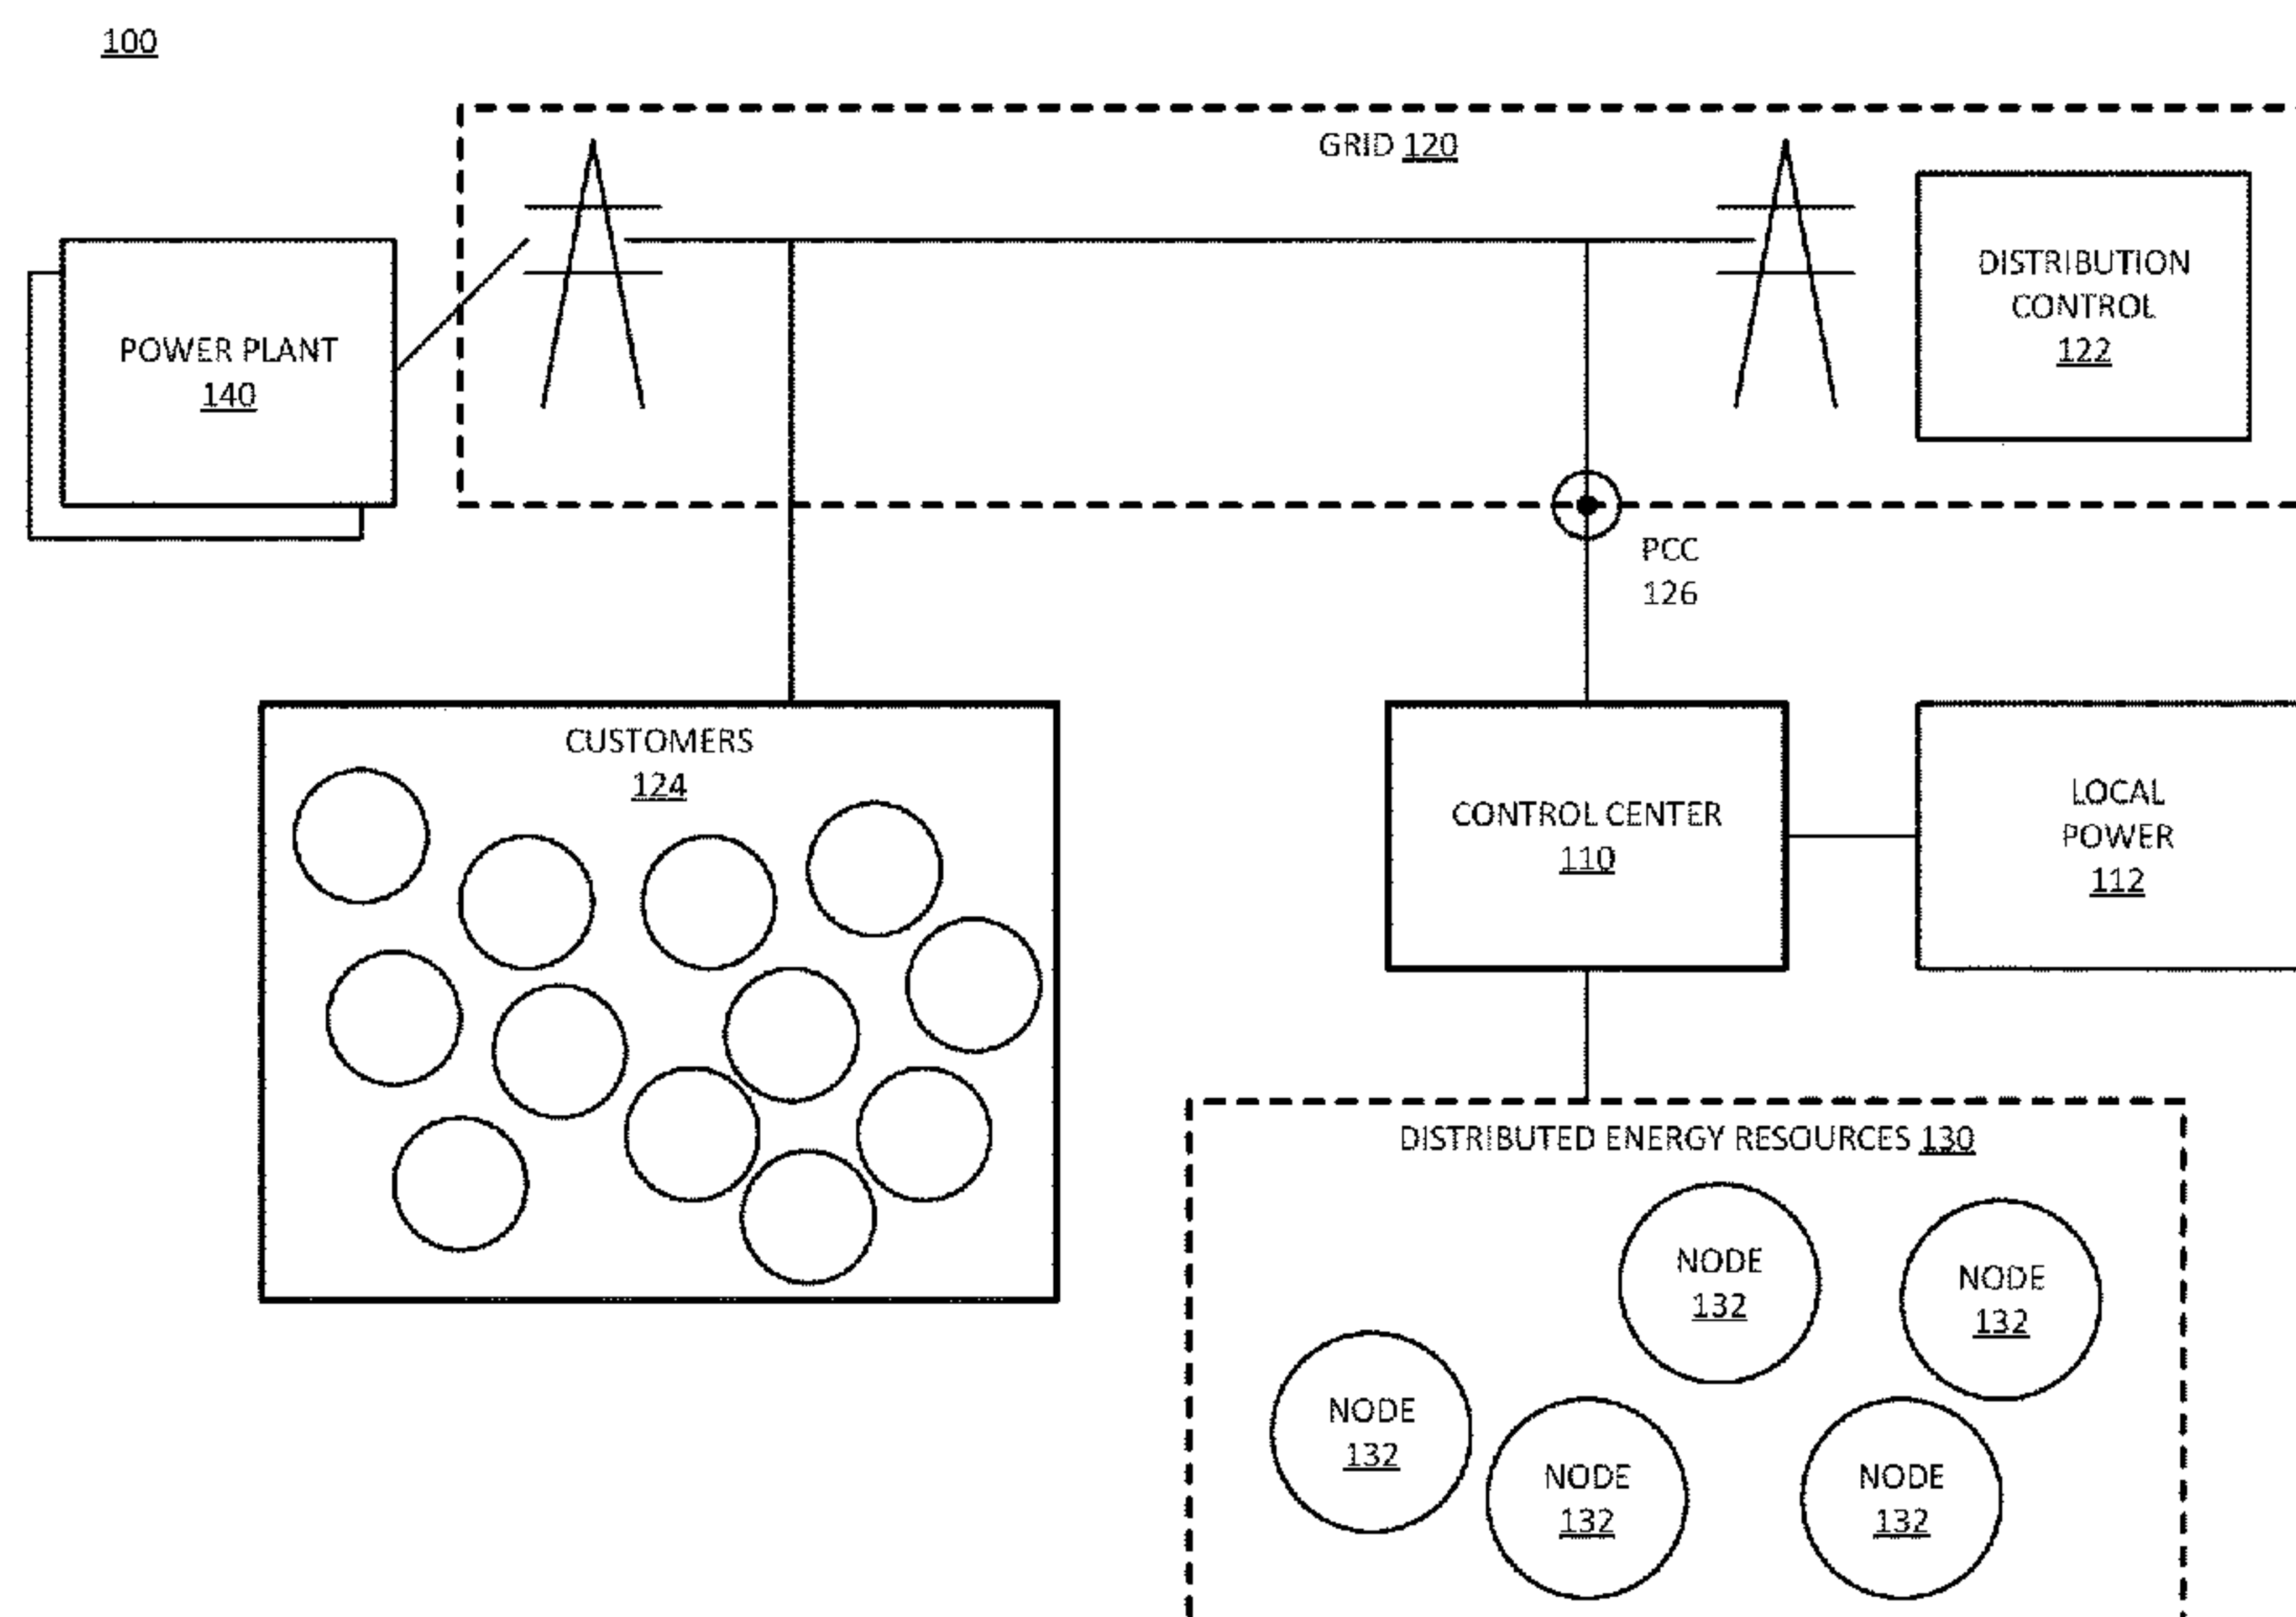 100
GRID 120
DISTRIBUTION
CONTROL
122
POWER PLANT
140
PCC
126
CUSTOMERS
124
CONTROL CENTER
110
LOCAL
POWER
112
DISTRIBUTED ENERGY RESOURCES 130
NODE
132
NODE
132
NODE
132
NODE
132
NODE
132